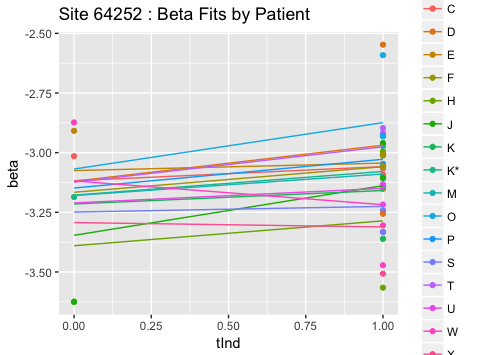 Site 64252 : Beta Fits by Patient
-2.50
-2.75
-3.00
-3.25
-3.50
beta
0.00 0.25 0.50 0.75 1.00
tInd
C
D
E
F
H
J
K
K*
M
O
P
S
T
U
W